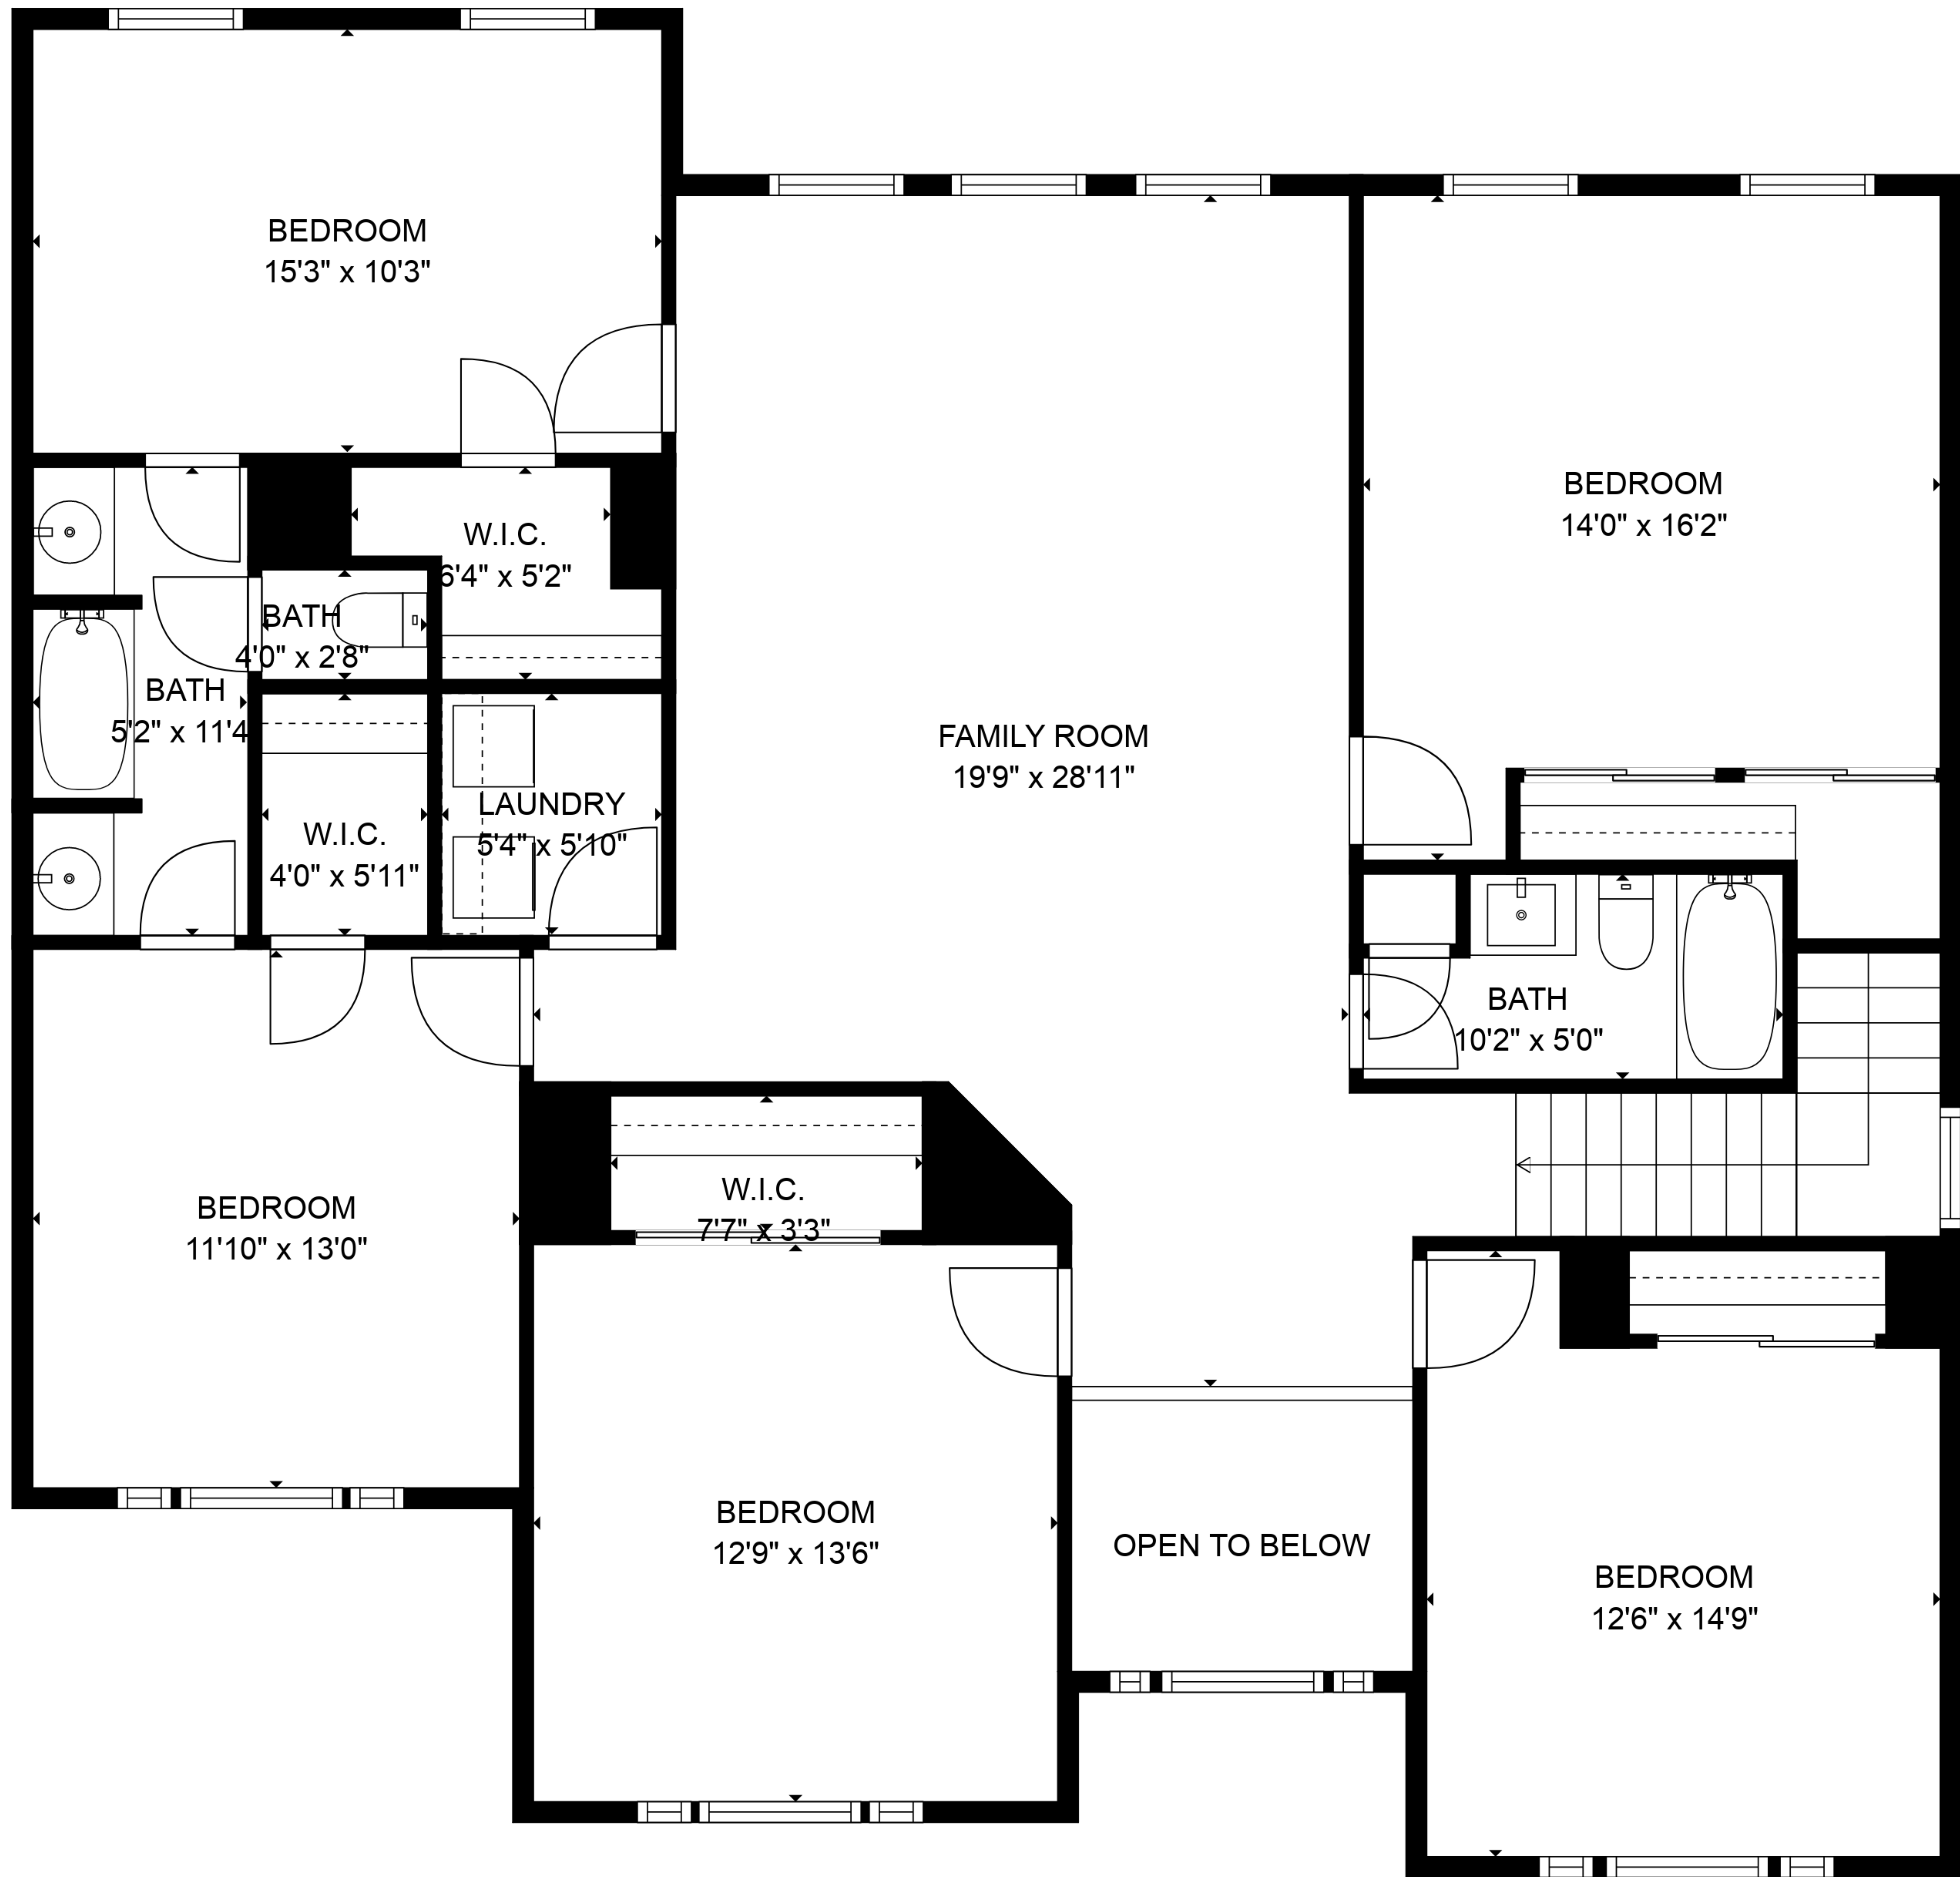 BEDROOM
15'3" x 10'3"
BEDROOM
14'0" x 16'2"
W.I.C.
6'4" x 5'2"
BATH
4'0" x 2'8"
BATH
5'2" x 11'4
FAMILY ROOM
19'9" x 28'11"
LAUNDRY
5'4" x 5'10"
W.I.C.
4'0" x 5'11"
BATH
10'2" x 5'0"
W.I.C.
7'7" x 3'3"
BEDROOM
11'10" x 13'0"
BEDROOM
12'9" x 13'6"
OPEN TO BELOW
BEDROOM
12'6" x 14'9"